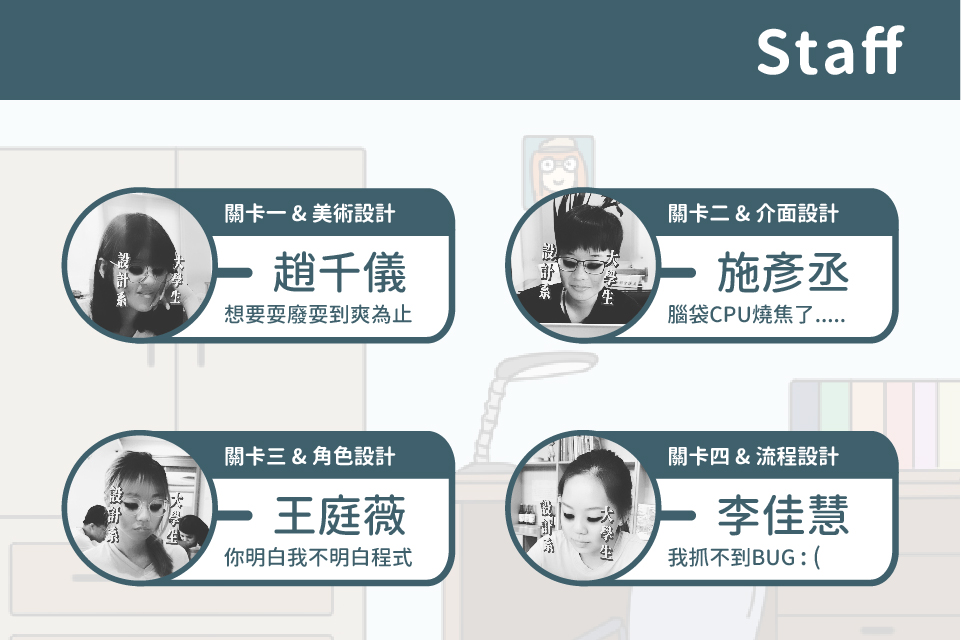 Staff
關卡一 & 美術設計
設計系
大學生
趙千儀
想要耍廢耍到爽為止
關卡二 & 介面設計
設計系
大學生
施彥丞
腦袋CPU燒焦了.....
關卡三 & 角色設計
設計系
大學生
王庭薇
你明白我不明白程式
關卡四 & 流程設計
設計系
大學生
李佳慧
我抓不到BUG : (